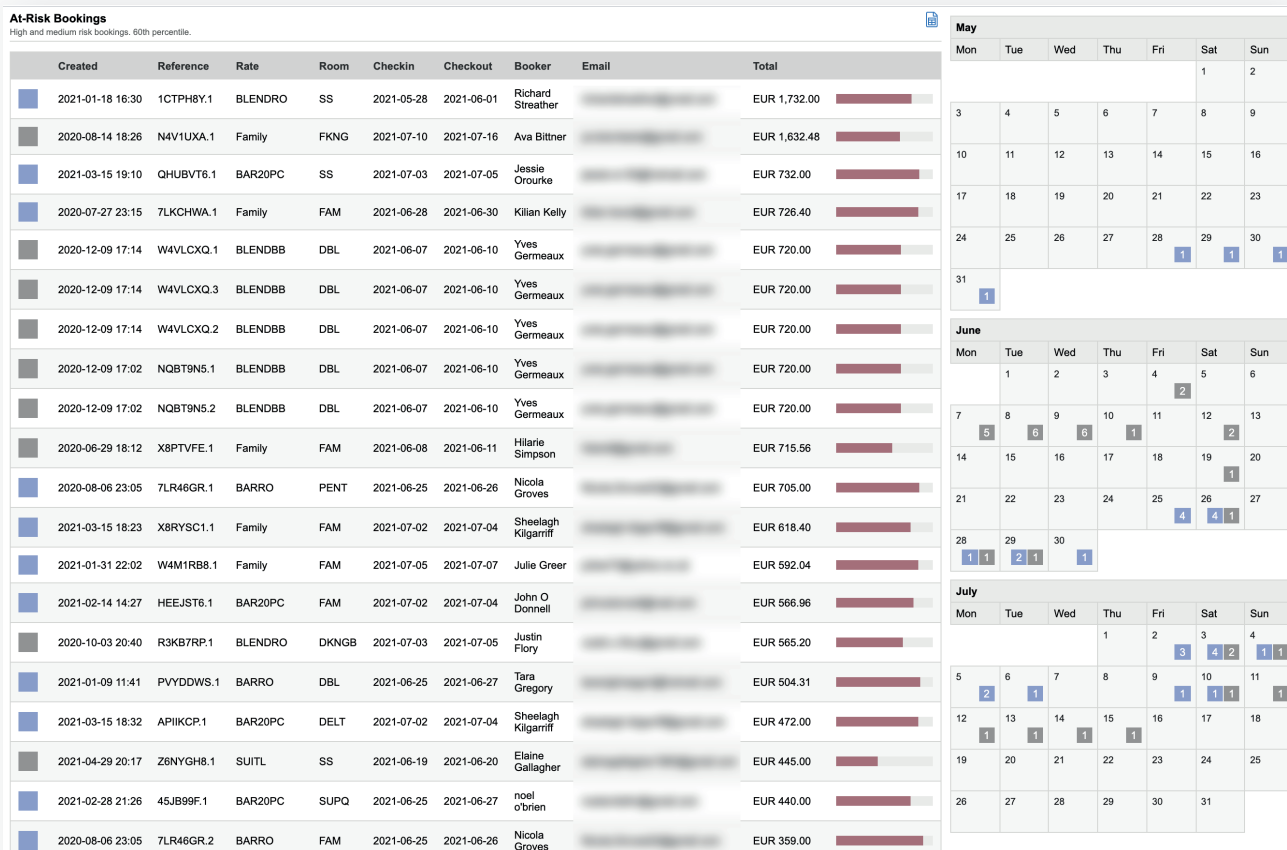 At-Risk Bookings
High and medium risk bookings. 60th percentile.
Created Reference Rate Room Checkin Checkout Booker Email Total
2021-01-18 16:30 1CTPH8Y.1 BLENDRO SS 2021-05-28 2021-06-01 Richard Streather EUR 1,732.00
2020-08-14 18:26 N4V1UXA.1 Family FKNG 2021-07-10 2021-07-16 Ava Bittner EUR 1,632.48
2021-03-15 19:10 QHUBVT6.1 BAR20PC SS 2021-07-03 2021-07-05 Jessie Orourke EUR 732.00
2020-07-27 23:15 7LKCHWA.1 Family FAM 2021-06-28 2021-06-30 Kilian Kelly EUR 726.40
2020-12-09 17:14 W4VLCXQ.1 BLENDBB DBL 2021-06-07 2021-06-10 Yves Germeaux EUR 720.00
2020-12-09 17:14 W4VLCXQ.3 BLENDBB DBL 2021-06-07 2021-06-10 Yves Germeaux EUR 720.00
2020-12-09 17:14 W4VLCXQ.2 BLENDBB DBL 2021-06-07 2021-06-10 Yves Germeaux EUR 720.00
2020-12-09 17:02 NQBT9N5.1 BLENDBB DBL 2021-06-07 2021-06-10 Yves Germeaux EUR 720.00
2020-12-09 17:02 NQBT9N5.2 BLENDBB DBL 2021-06-07 2021-06-10 Yves Germeaux EUR 720.00
2020-06-29 18:12 X8PTVFE.1 Family FAM 2021-06-08 2021-06-11 Hilarie Simpson EUR 715.56
2020-08-06 23:05 7LR46GR.1 BARRO PENT 2021-06-25 2021-06-26 Nicola Groves EUR 705.00
2021-03-15 18:23 X8RYSC1.1 Family FAM 2021-07-02 2021-07-04 Sheelagh Kilgarriff EUR 618.40
2021-01-31 22:02 W4M1RB8.1 Family FAM 2021-07-05 2021-07-07 Julie Greer EUR 592.04
2021-02-14 14:27 HEEJST6.1 BAR20PC FAM 2021-07-02 2021-07-04 John O Donnell EUR 566.96
2020-10-03 20:40 R3KB7RP.1 BLENDRO DKNGB 2021-07-03 2021-07-05 Justin Flory EUR 565.20
2021-01-09 11:41 PVYDDWS.1 BARRO DBL 2021-06-25 2021-06-27 Tara Gregory EUR 504.31
2021-03-15 18:32 APIIKCP.1 BAR20PC DELT 2021-07-02 2021-07-04 Sheelagh Kilgarriff EUR 472.00
2021-04-29 20:17 Z6NYGH8.1 SUITL SS 2021-06-19 2021-06-20 Elaine Gallagher EUR 445.00
2021-02-28 21:26 45JB99F.1 BAR20PC SUPQ 2021-06-25 2021-06-27 noel o'brien EUR 440.00
2020-08-06 23:05 7LR46GR.2 BARRO FAM 2021-06-25 2021-06-26 Nicola Groves EUR 359.00
May
Mon Tue Wed Thu Fri Sat Sun
1 2
3 4 5 6 7 8 9
10 11 12 13 14 15 16
17 18 19 20 21 22 23
24 25 26 27 28 29 30
1 1 1
31
1
June
Mon Tue Wed Thu Fri Sat Sun
1 2 3 4 5 6
2
7 8 9 10 11 12 13
5 6 6 1 2
14 15 16 17 18 19 20
1
21 22 23 24 25 26 27
4 4 1
28 29 30
1 1 2 1 1
July
Mon Tue Wed Thu Fri Sat Sun
1 2 3 4
3 4 2 1 1
5 6 7 8 9 10 11
2 1 1 1 1 1
12 13 14 15 16 17 18
1 1 1 1
19 20 21 22 23 24 25
26 27 28 29 30 31